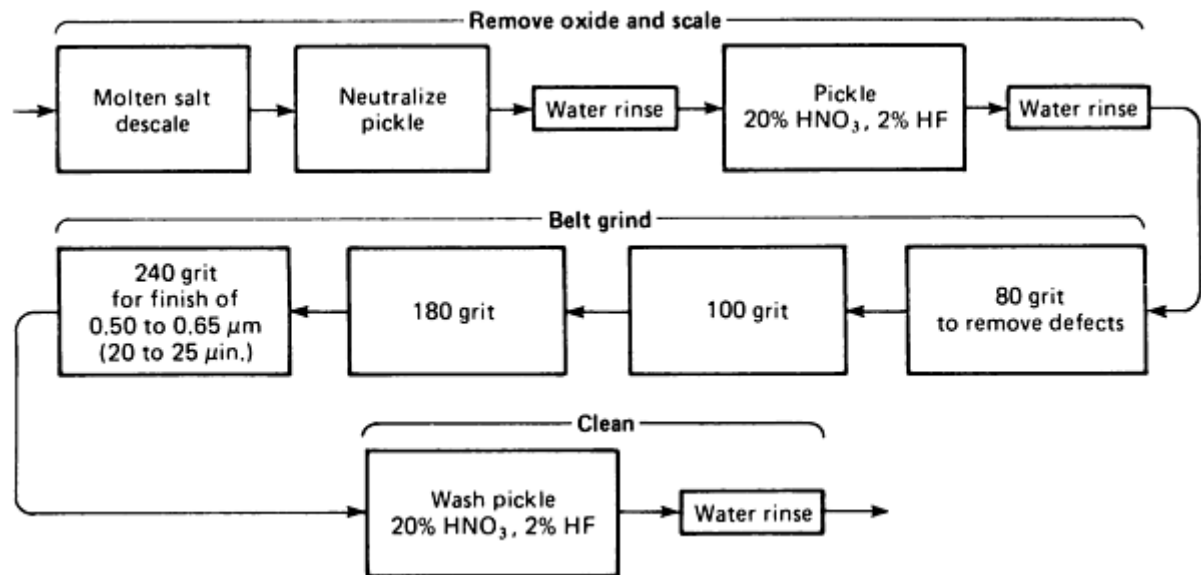 Remove oxide and scale
Molten salt
descale
Neutralize
pickle
Water rinse
Pickle
20% HNO₃, 2% HF
Water rinse
Belt grind
240 grit
for finish of
0.50 to 0.65 μm
(20 to 25 μin.)
180 grit
100 grit
80 grit
to remove defects
Clean
Wash pickle
20% HNO₃, 2% HF
Water rinse